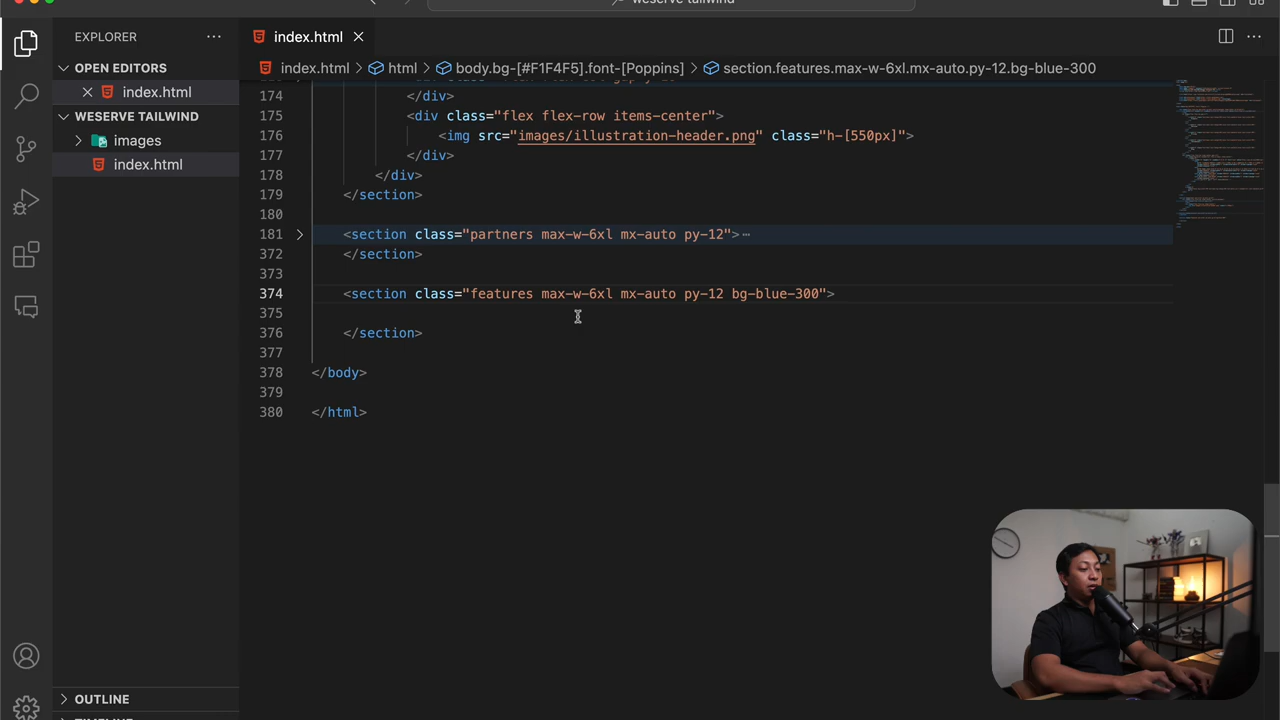 weserve tailwind
EXPLORER
index.html
OPEN EDITORS
index.html
WESERVE TAILWIND
images
index.html
OUTLINE
index.html > html > body.bg-[#F1F4F5].font-[Poppins] > section.features.max-w-6xl.mx-auto.py-12.bg-blue-300
174 </div>
175 <div class="flex flex-row items-center">
176 <img src="images/illustration-header.png" class="h-[550px]">
177 </div>
178 </div>
179 </section>
180
181 <section class="partners max-w-6xl mx-auto py-12">⋯
372 </section>
373
374 <section class="features max-w-6xl mx-auto py-12 bg-blue-300">
375
376 </section>
377
378 </body>
379
380 </html>